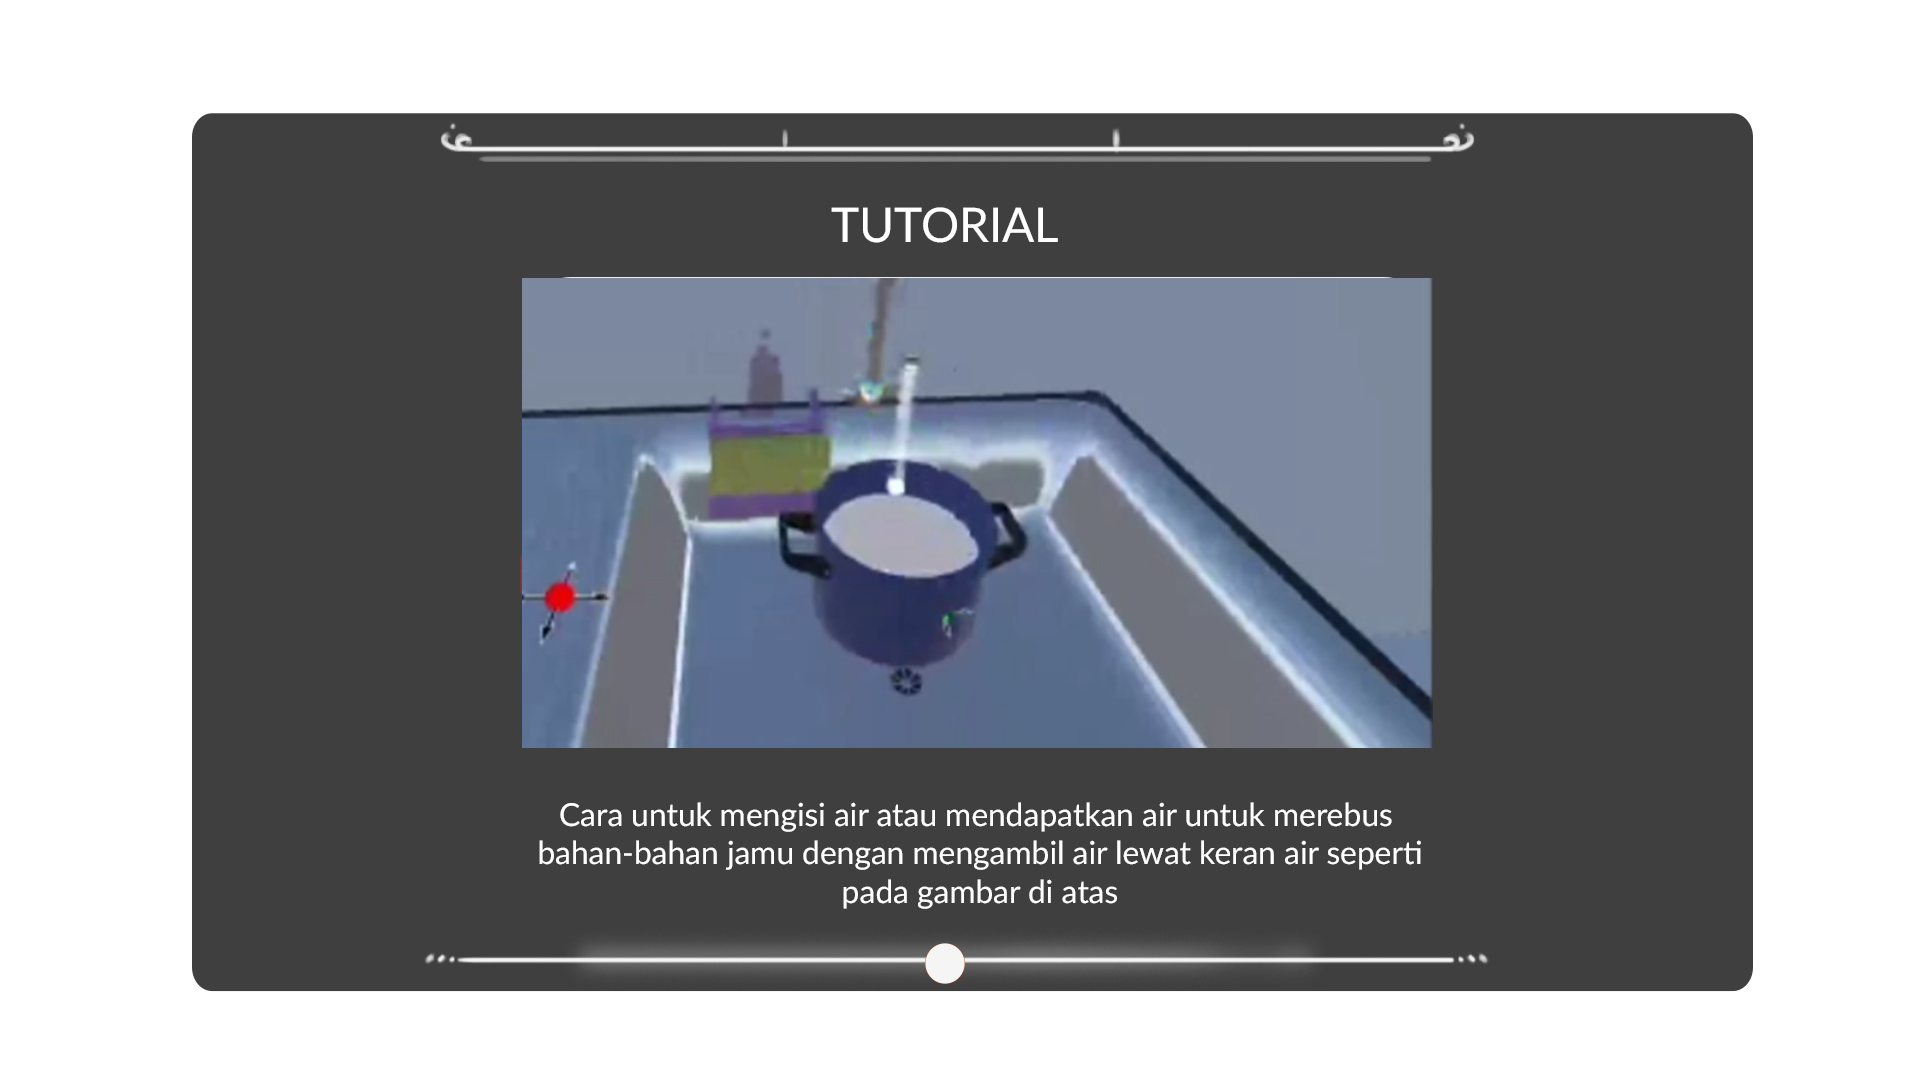 TUTORIAL
Cara untuk mengisi air atau mendapatkan air untuk merebus
bahan-bahan jamu dengan mengambil air lewat keran air seperti
pada gambar di atas